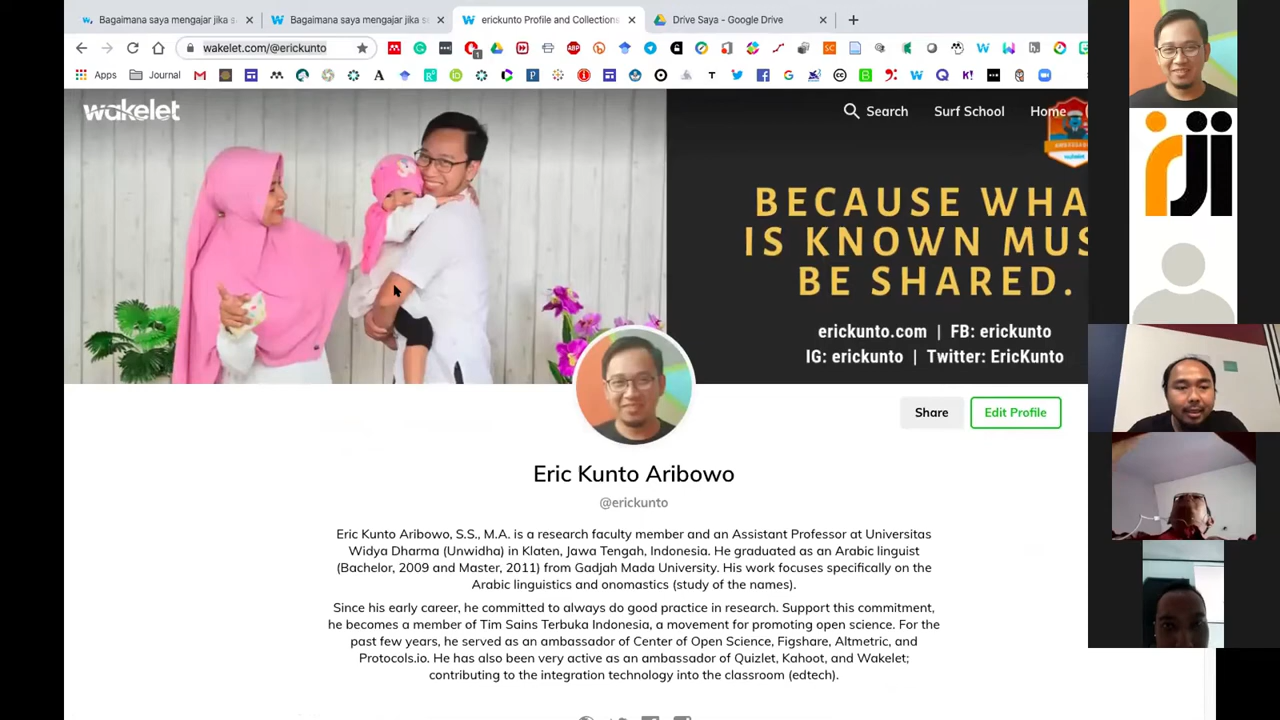 Bagaimana saya mengajar jika s
Bagaimana saya mengajar jika se
erickunto Profile and Collections
Drive Saya - Google Drive
wakelet.com/@erickunto
Apps
Journal
wakelet
Search
Surf School
Home
BECAUSE WHA
IS KNOWN MUS
BE SHARED.
erickunto.com | FB: erickunto
IG: erickunto | Twitter: EricKunto
rji
Share
Edit Profile
Eric Kunto Aribowo
@erickunto
Eric Kunto Aribowo, S.S., M.A. is a research faculty member and an Assistant Professor at Universitas
Widya Dharma (Unwidha) in Klaten, Jawa Tengah, Indonesia. He graduated as an Arabic linguist
(Bachelor, 2009 and Master, 2011) from Gadjah Mada University. His work focuses specifically on the
Arabic linguistics and onomastics (study of the names).
Since his early career, he committed to always do good practice in research. Support this commitment,
he becomes a member of Tim Sains Terbuka Indonesia, a movement for promoting open science. For the
past few years, he served as an ambassador of Center of Open Science, Figshare, Altmetric, and
Protocols.io. He has also been very active as an ambassador of Quizlet, Kahoot, and Wakelet;
contributing to the integration technology into the classroom (edtech).